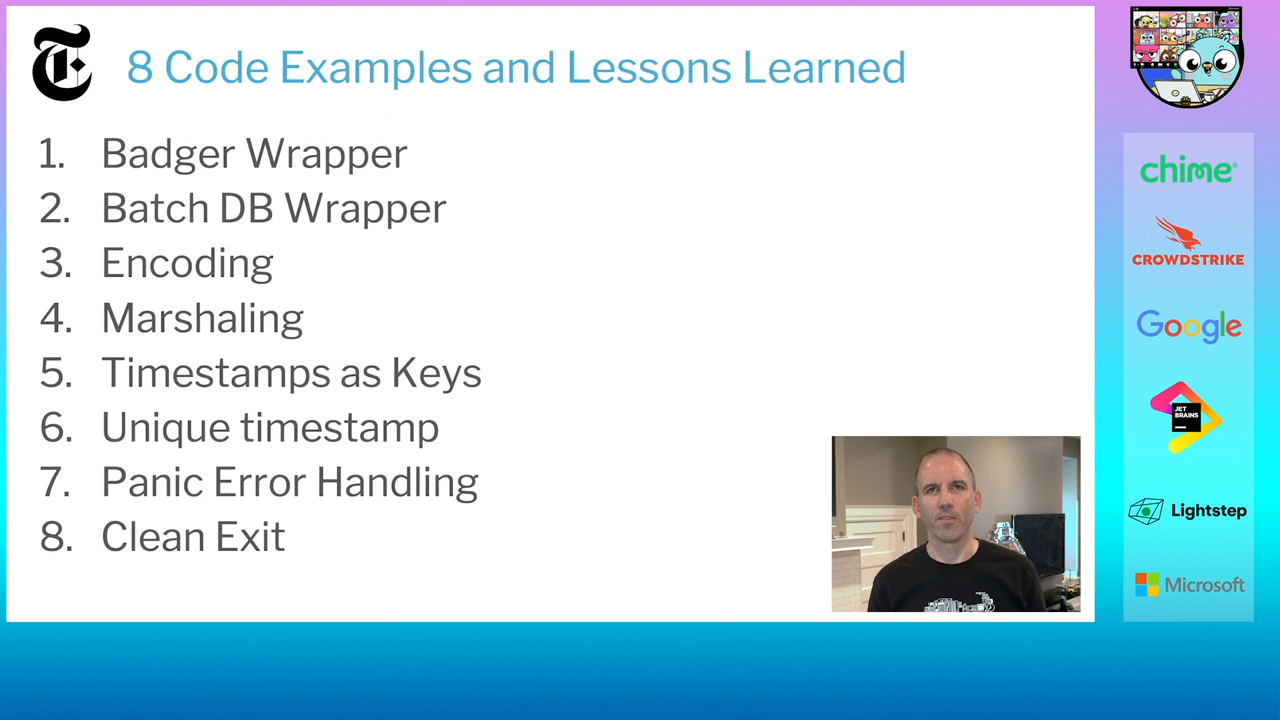 8 Code Examples and Lessons Learned
1. Badger Wrapper
2. Batch DB Wrapper
3. Encoding
4. Marshaling
5. Timestamps as Keys
6. Unique timestamp
7. Panic Error Handling
8. Clean Exit
chime
CROWDSTRIKE
Google
JET
BRAINS
Lightstep
Microsoft